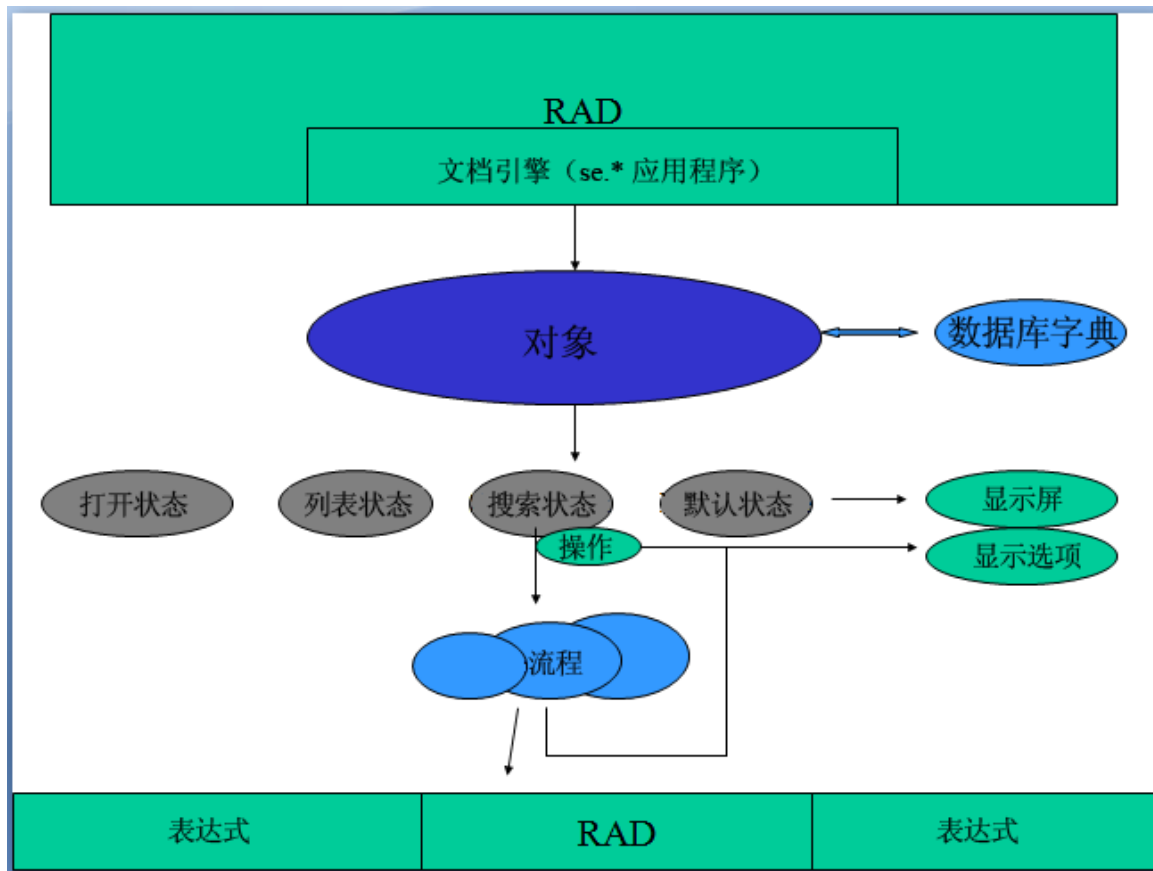 RAD
文档引擎（se.* 应用程序）
对象
数据库字典
打开状态
列表状态
搜索状态
默认状态
显示屏
操作
显示选项
流程
表达式
RAD
表达式